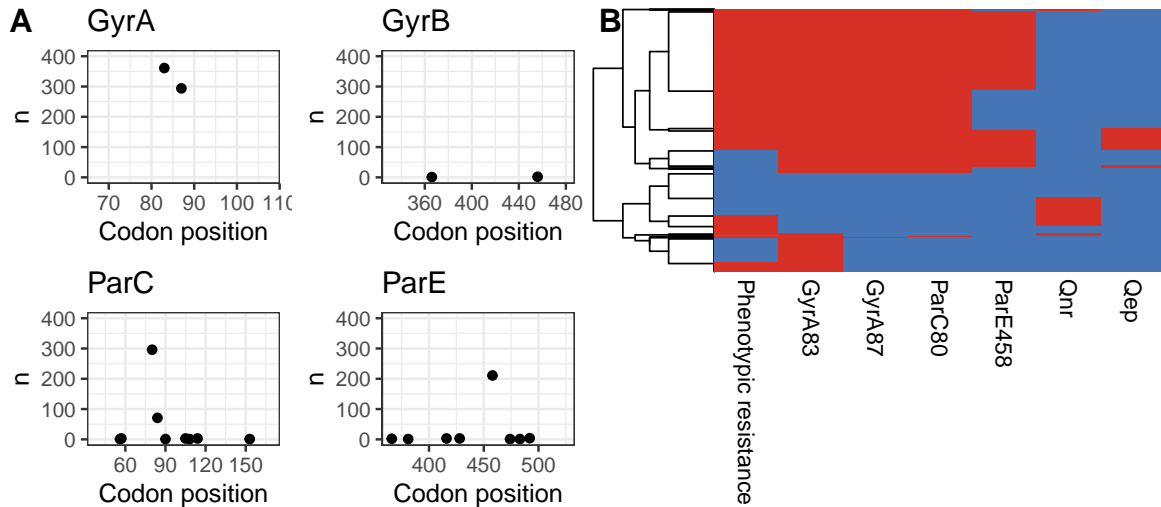 A
GyrA
400
300
200
100
0
n
70 80 90 100 11
Codon position
GyrB
400
300
200
100
0
n
360 400 440 480
Codon position
ParC
400
300
200
100
0
n
60 90 120 150
Codon position
ParE
400
300
200
100
0
n
400 450 500
Codon position
B
Phenotypic resistance
GyrA83
GyrA87
ParC80
ParE458
Qnr
Qep